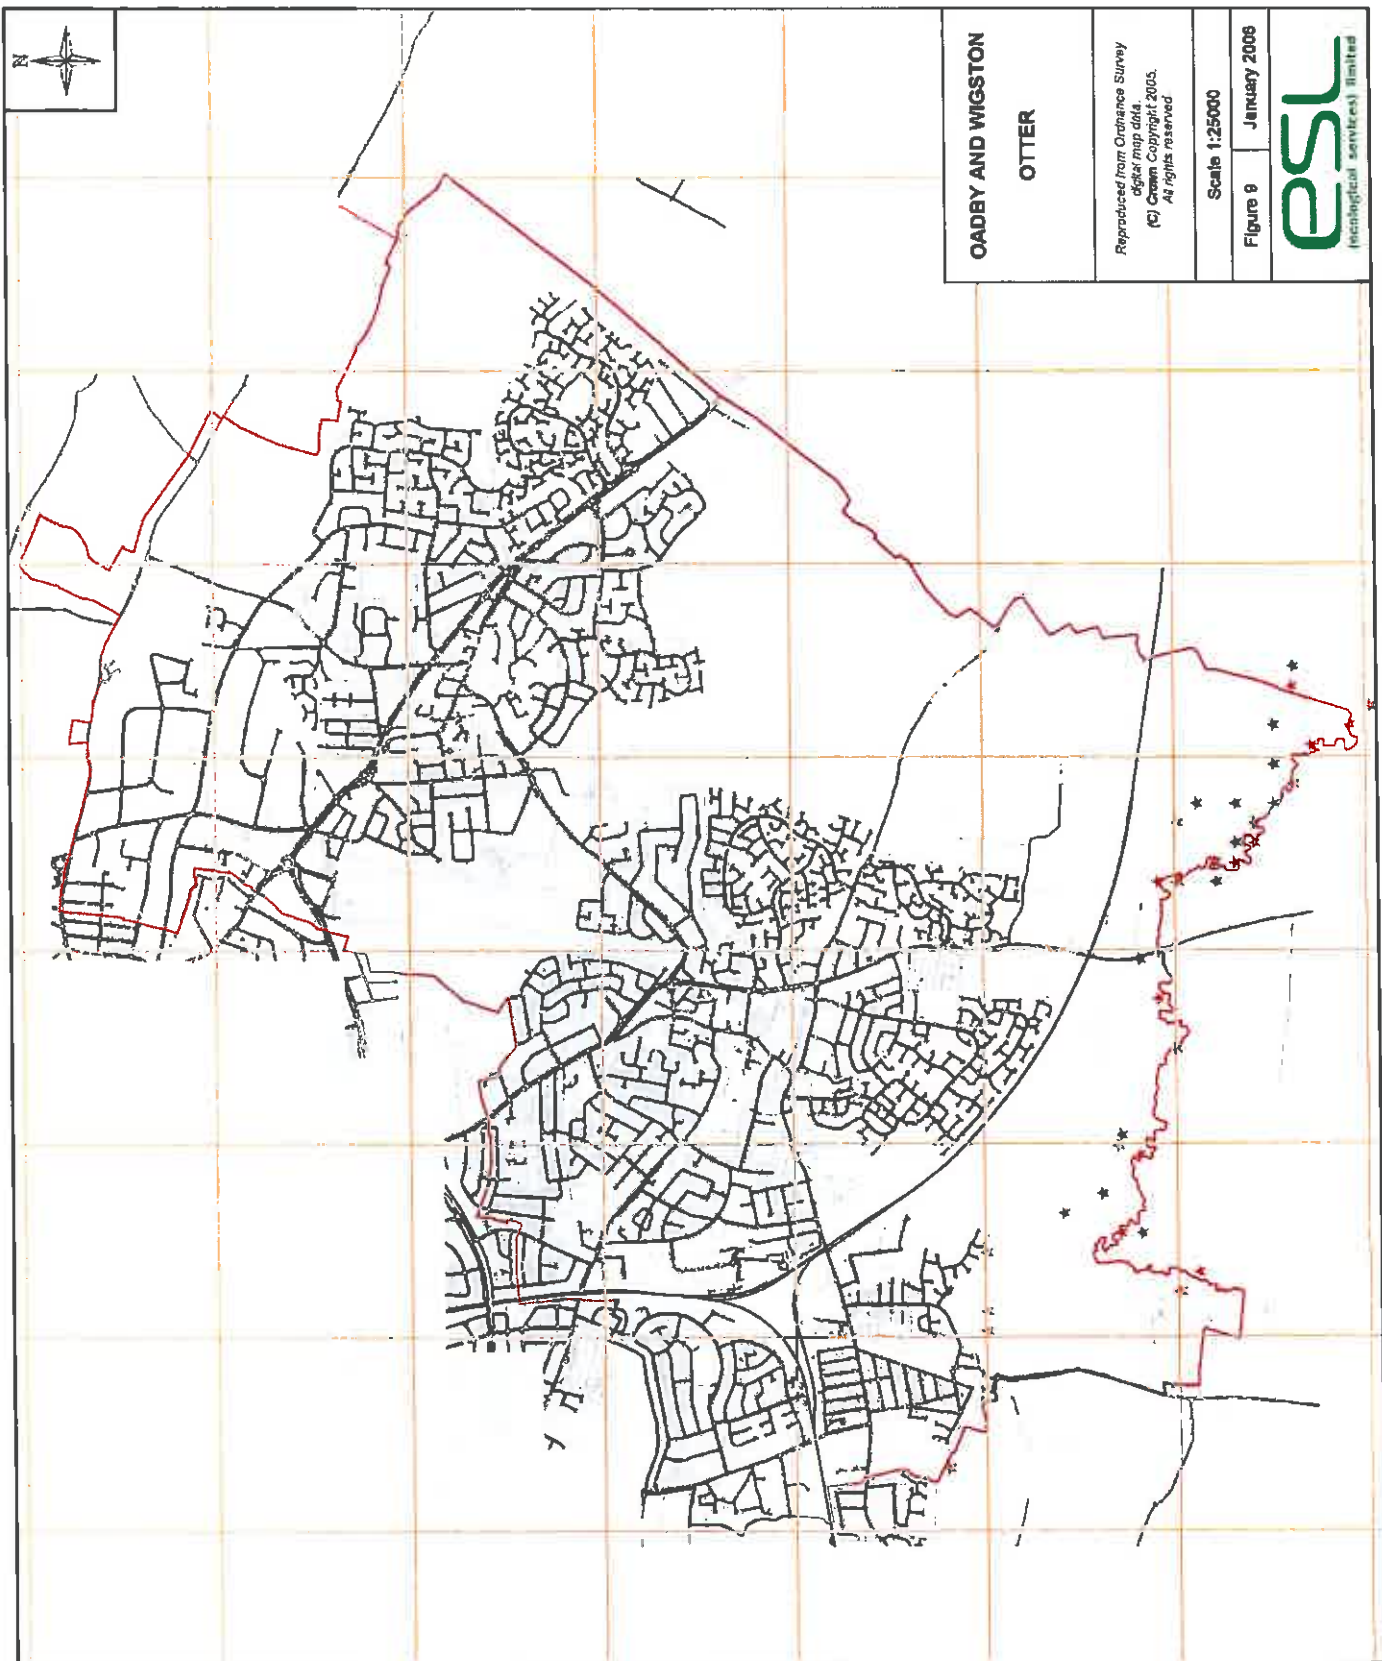 N
OADBY AND WIGSTON
OTTER
Reproduced from Ordnance Survey
digital map data.
(C) Crown Copyright 2005.
All rights reserved
Scale 1:25000
Figure 9
January 2006
esl
(ecological services) limited